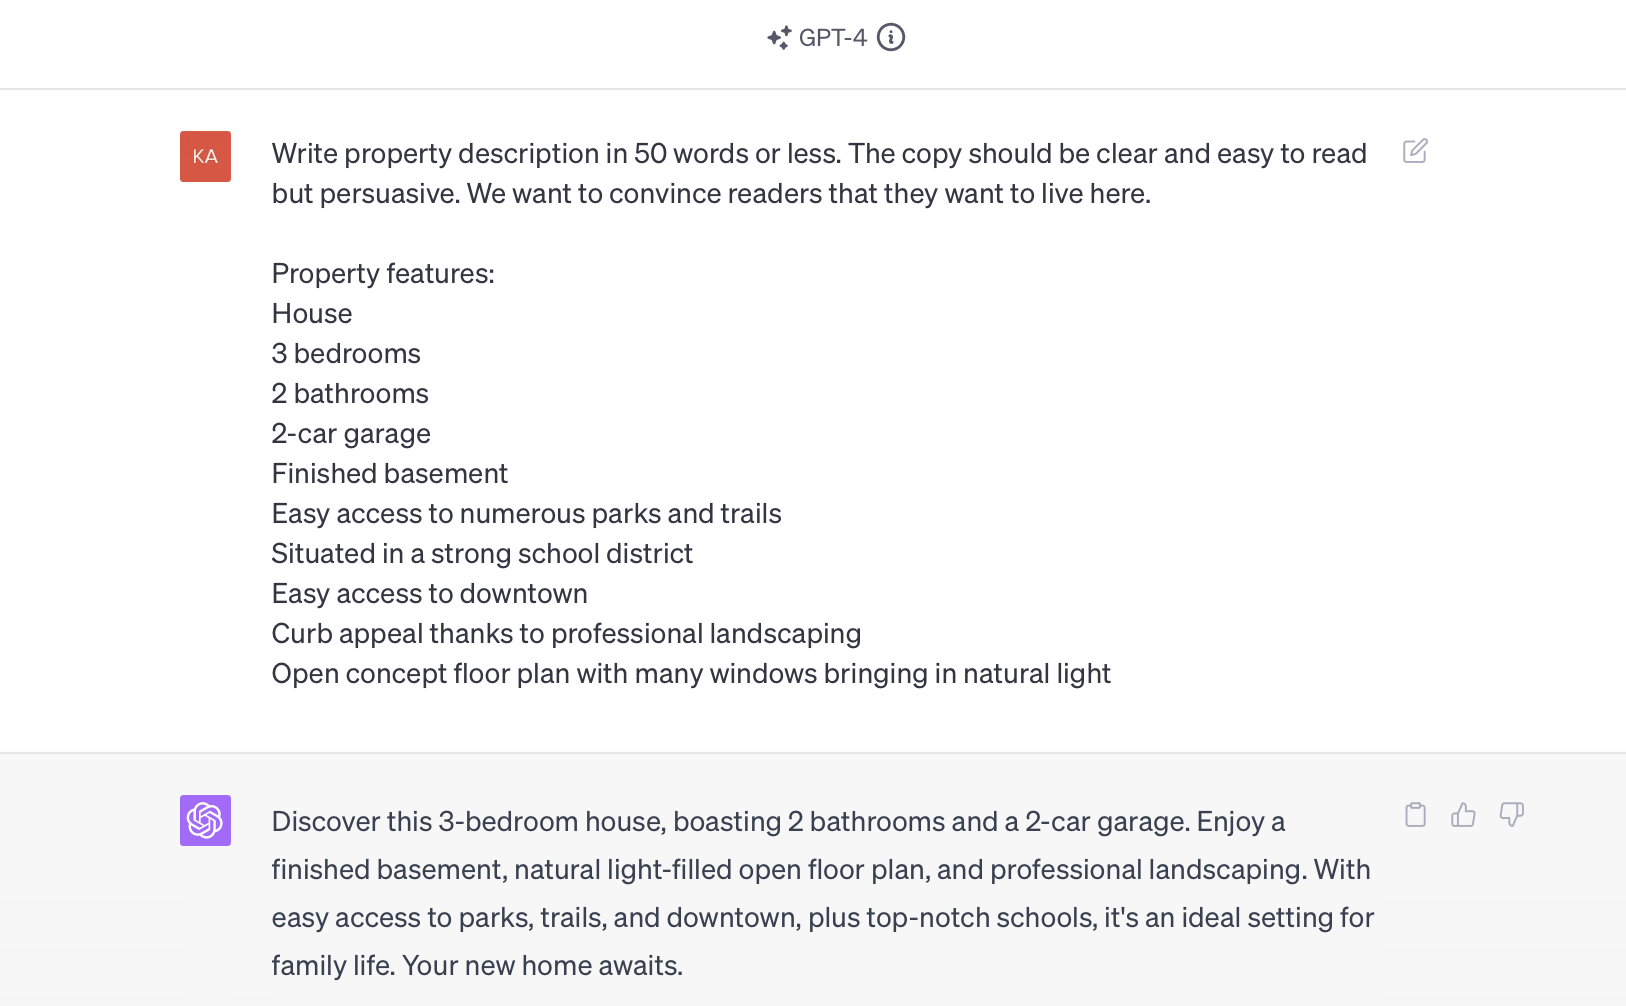 GPT-4
KA
Write property description in 50 words or less. The copy should be clear and easy to read
but persuasive. We want to convince readers that they want to live here.
Property features:
House
3 bedrooms
2 bathrooms
2-car garage
Finished basement
Easy access to numerous parks and trails
Situated in a strong school district
Easy access to downtown
Curb appeal thanks to professional landscaping
Open concept floor plan with many windows bringing in natural light
Discover this 3-bedroom house, boasting 2 bathrooms and a 2-car garage. Enjoy a
finished basement, natural light-filled open floor plan, and professional landscaping. With
easy access to parks, trails, and downtown, plus top-notch schools, it's an ideal setting for
family life. Your new home awaits.